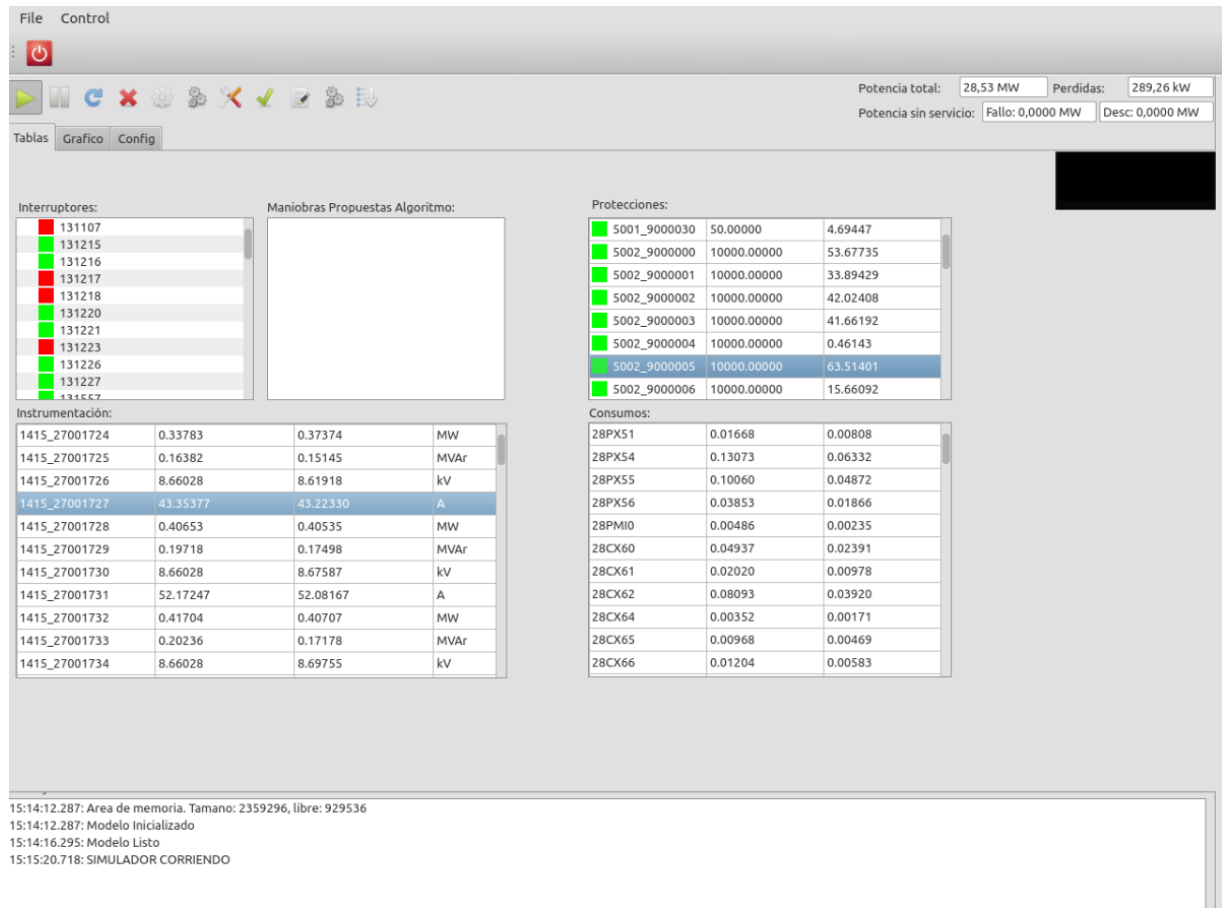 File Control
Potencia total: 28,53 MW Perdidas: 289,26 kW
Potencia sin servicio: Fallo: 0,0000 MW Desc: 0,0000 MW
Tablas Grafico Config
Interruptores:
131107
131215
131216
131217
131218
131220
131221
131223
131226
131227
131557
Maniobras Propuestas Algoritmo:
Protecciones:
5001_9000030 50.00000 4.69447
5002_9000000 10000.00000 53.67735
5002_9000001 10000.00000 33.89429
5002_9000002 10000.00000 42.02408
5002_9000003 10000.00000 41.66192
5002_9000004 10000.00000 0.46143
5002_9000005 10000.00000 63.51401
5002_9000006 10000.00000 15.66092
Instrumentación:
1415_27001724 0.33783 0.37374 MW
1415_27001725 0.16382 0.15145 MVAr
1415_27001726 8.66028 8.61918 kV
1415_27001727 43.35377 43.22330 A
1415_27001728 0.40653 0.40535 MW
1415_27001729 0.19718 0.17498 MVAr
1415_27001730 8.66028 8.67587 kV
1415_27001731 52.17247 52.08167 A
1415_27001732 0.41704 0.40707 MW
1415_27001733 0.20236 0.17178 MVAr
1415_27001734 8.66028 8.69755 kV
Consumos:
28PX51 0.01668 0.00808
28PX54 0.13073 0.06332
28PX55 0.10060 0.04872
28PX56 0.03853 0.01866
28PMI0 0.00486 0.00235
28CX60 0.04937 0.02391
28CX61 0.02020 0.00978
28CX62 0.08093 0.03920
28CX64 0.00352 0.00171
28CX65 0.00968 0.00469
28CX66 0.01204 0.00583
15:14:12.287: Area de memoria. Tamano: 2359296, libre: 929536
15:14:12.287: Modelo Inicializado
15:14:16.295: Modelo Listo
15:15:20.718: SIMULADOR CORRIENDO